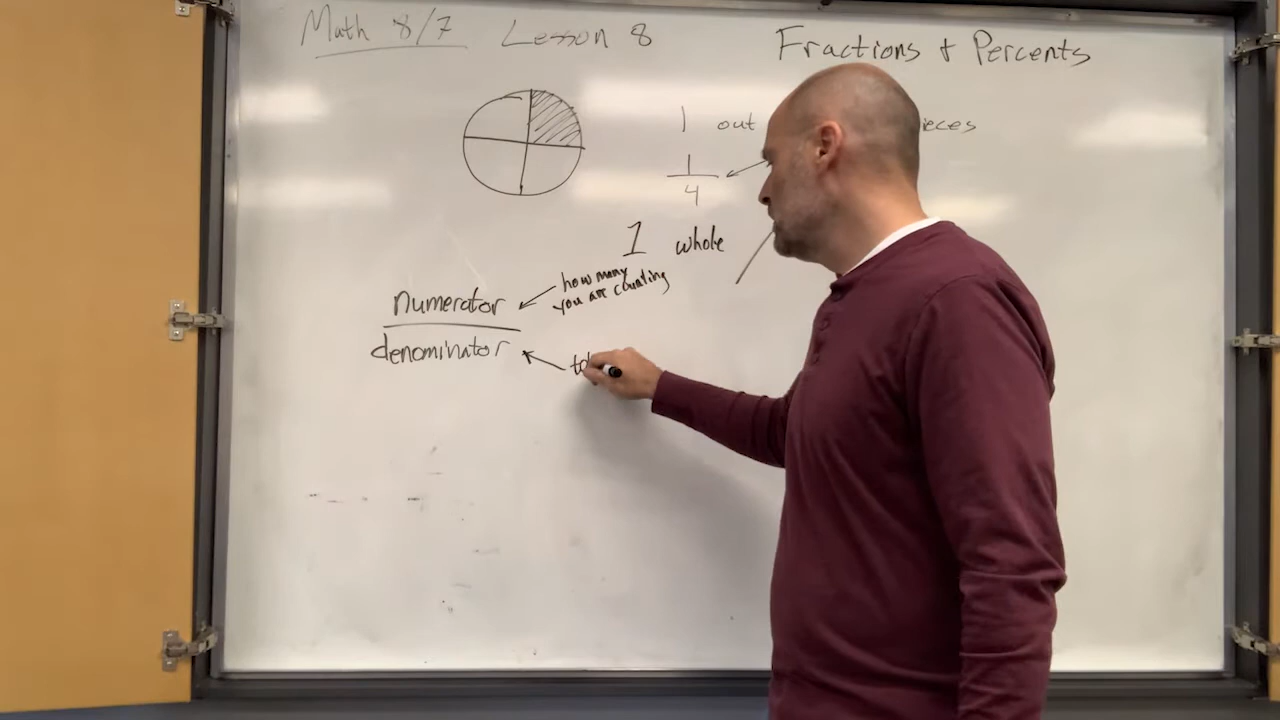 Math 8/7 Lesson 8
Fractions + Percents
1 out ieces
1
4
1 whole
how many
you are counting
numerator
denominator
to